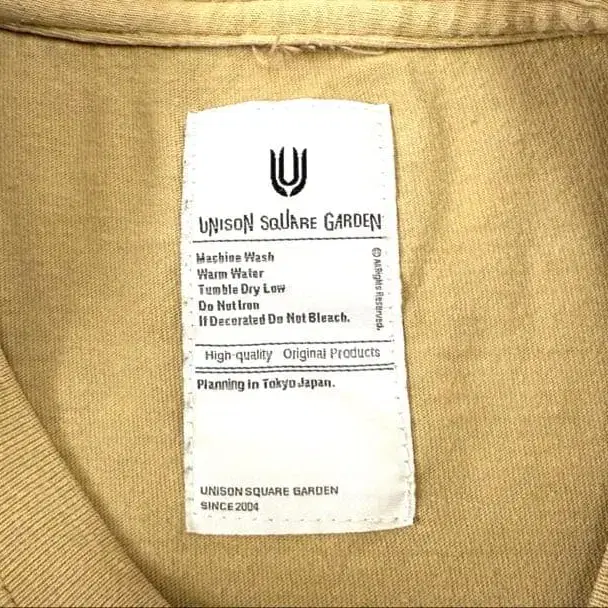 UNISON SQUARE GARDEN
Machine Wash
Warm Water
Tumble Dry Low
Do Not Iron
If Decorated Do Not Bleach.
© All Rights Reserved.
High-quality Original Products
Planning in Tokyo Japan.
UNISON SQUARE GARDEN
SINCE 2004